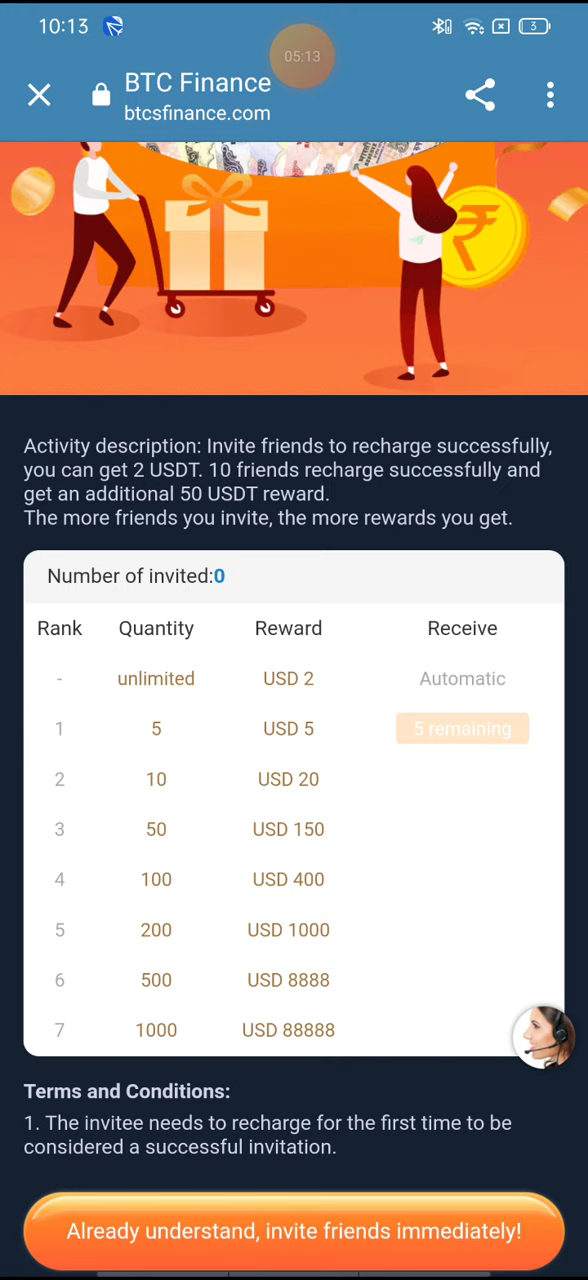 10:13
3
05:13
BTC Finance
btcsfinance.com
₹
Activity description: Invite friends to recharge successfully,
you can get 2 USDT. 10 friends recharge successfully and
get an additional 50 USDT reward.
The more friends you invite, the more rewards you get.
Number of invited:0
Rank Quantity Reward Receive
- unlimited USD 2 Automatic
1 5 USD 5 5 remaining
2 10 USD 20
3 50 USD 150
4 100 USD 400
5 200 USD 1000
6 500 USD 8888
7 1000 USD 88888
Terms and Conditions:
1. The invitee needs to recharge for the first time to be
considered a successful invitation.
Already understand, invite friends immediately!